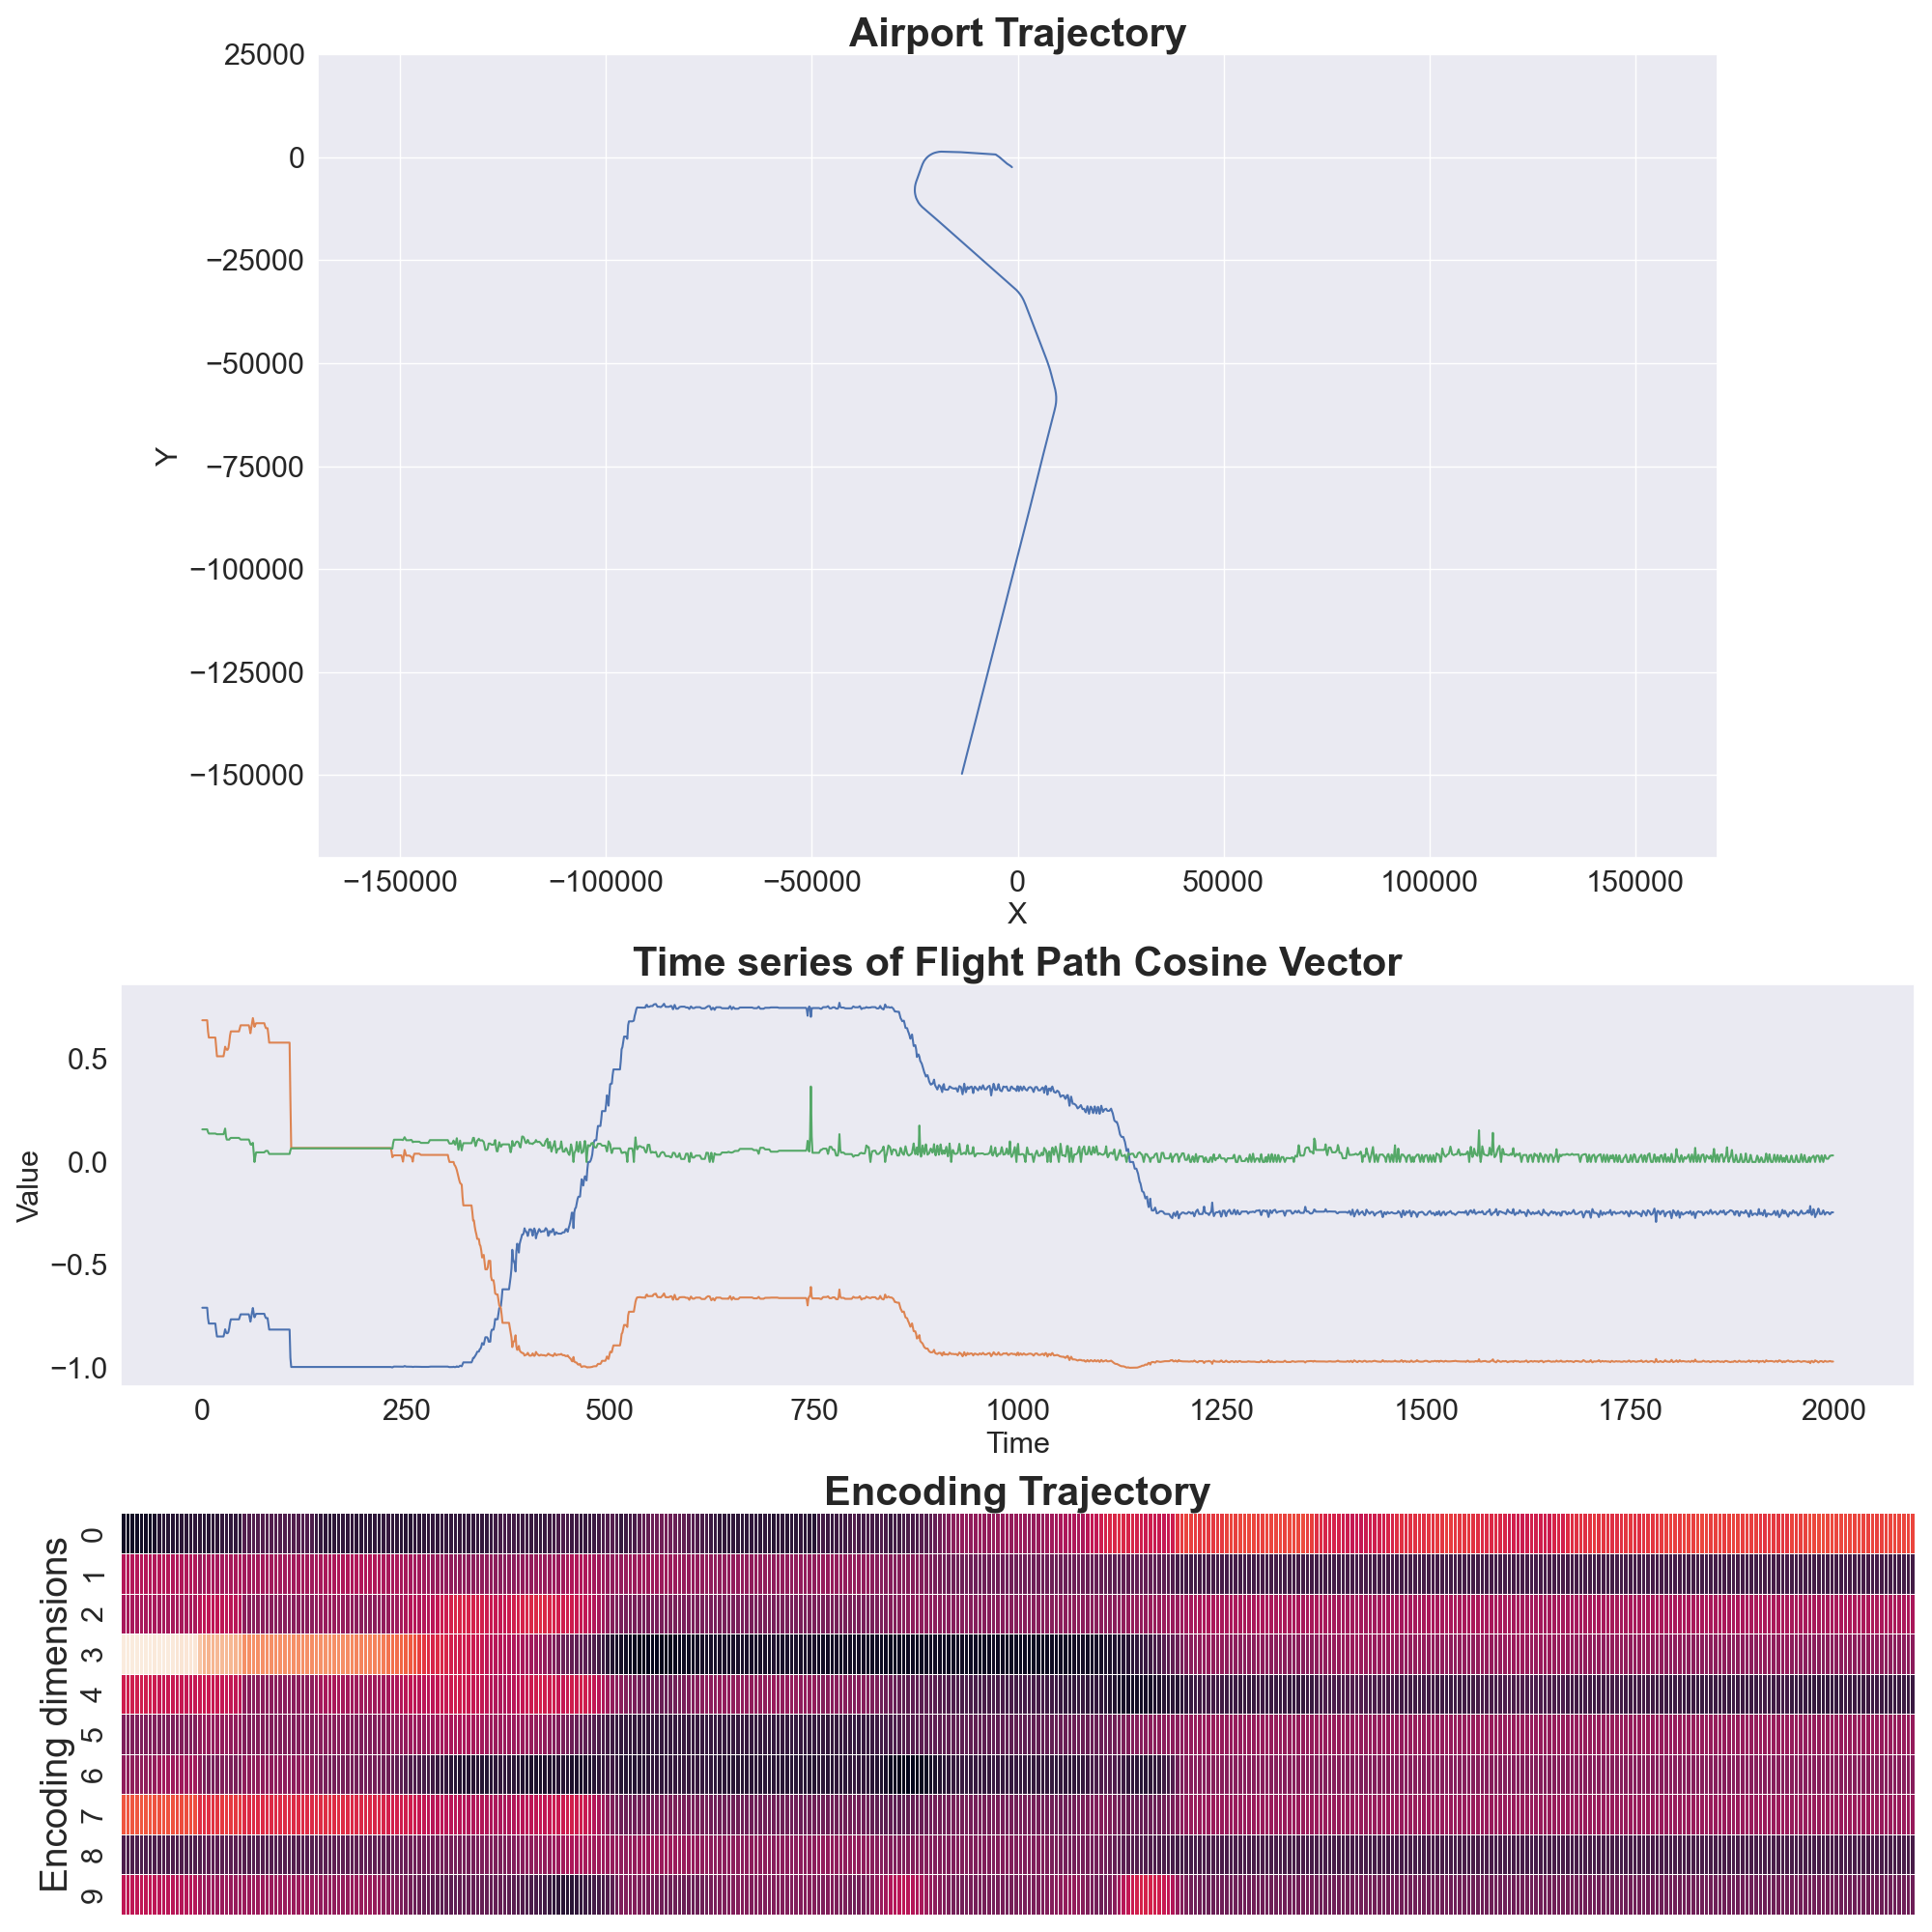 Airport Trajectory
25000
0
−25000
−50000
−75000
−100000
−125000
−150000
Y
−150000 −100000 −50000 0 50000 100000 150000
X
Time series of Flight Path Cosine Vector
0.5
0.0
−0.5
−1.0
Value
0 250 500 750 1000 1250 1500 1750 2000
Time
Encoding Trajectory
Encoding dimensions
0
1
2
3
4
5
6
7
8
9